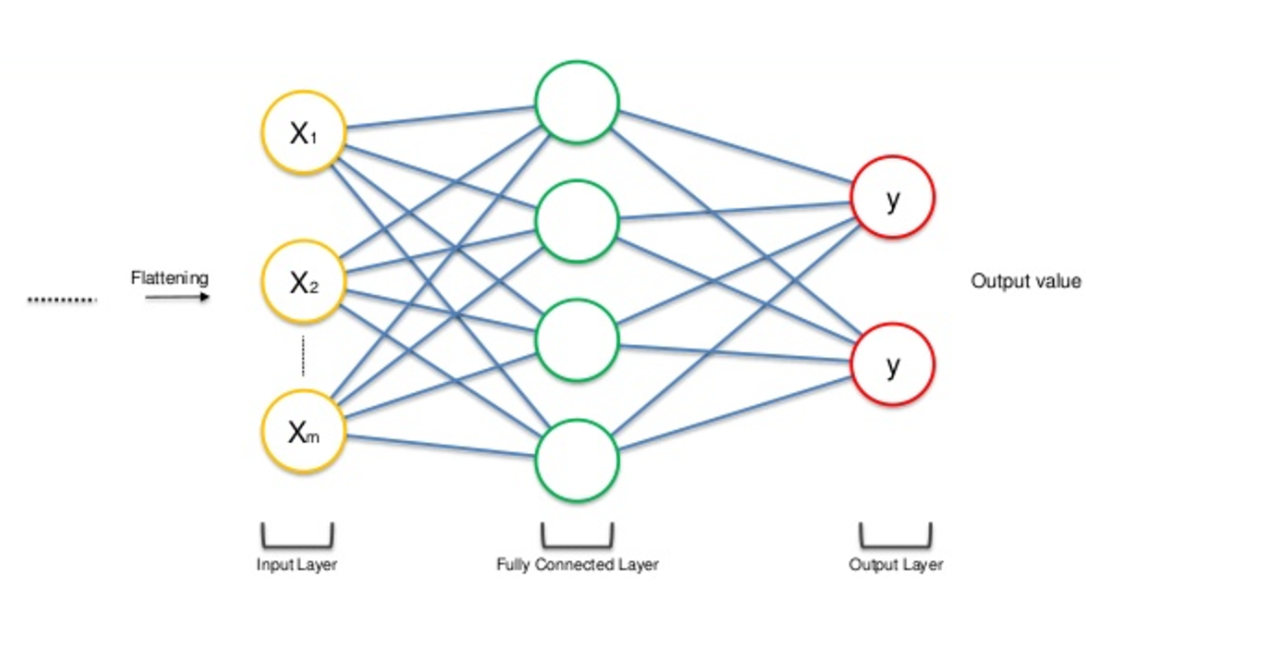 X1
y
Flattening
X2
Output value
y
Xm
Input Layer
Fully Connected Layer
Output Layer